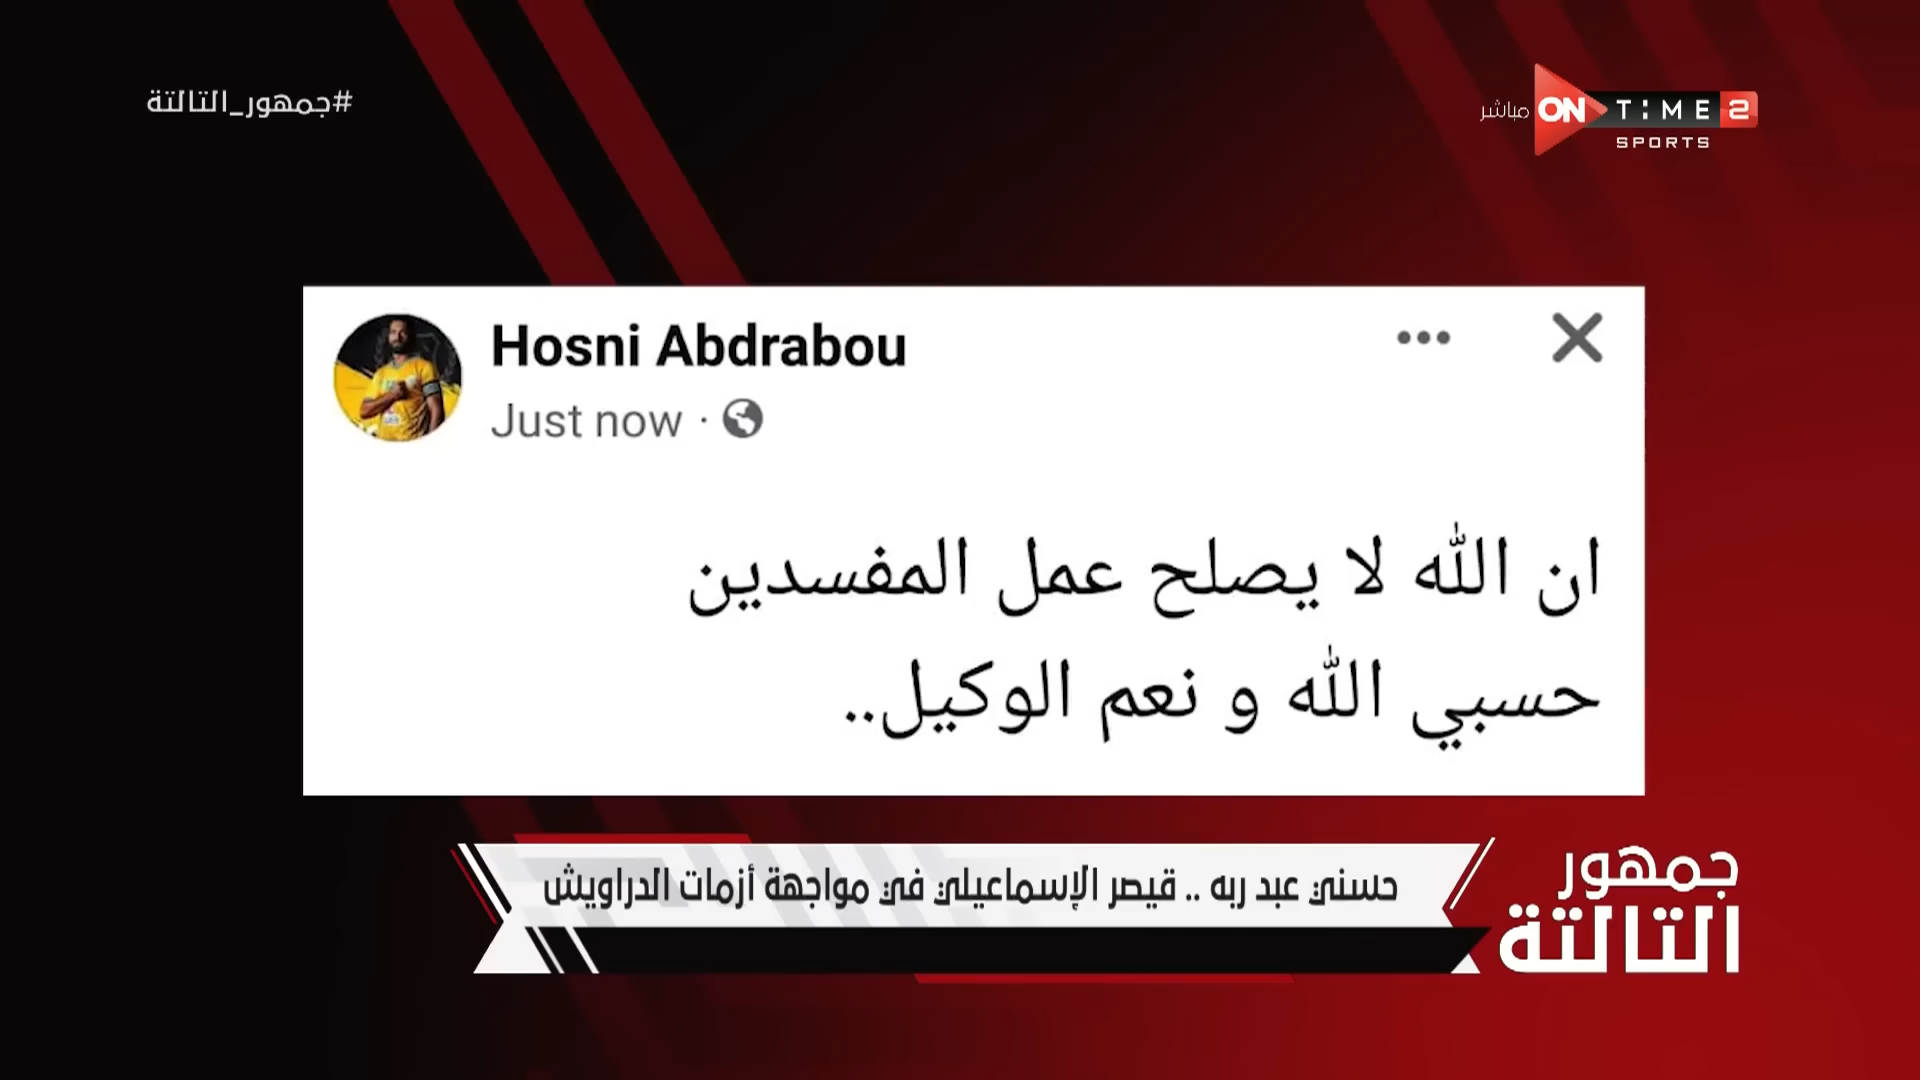 #جمهور_التالتة
مباشر ON TIME 2
SPORTS
Hosni Abdrabou
Just now ·
ان الله لا يصلح عمل المفسدين
حسبي الله و نعم الوكيل..
حسني عبد ربه .. قيصر الإسماعيلي في مواجهة أزمات الدراويش
جمهور
التالتة